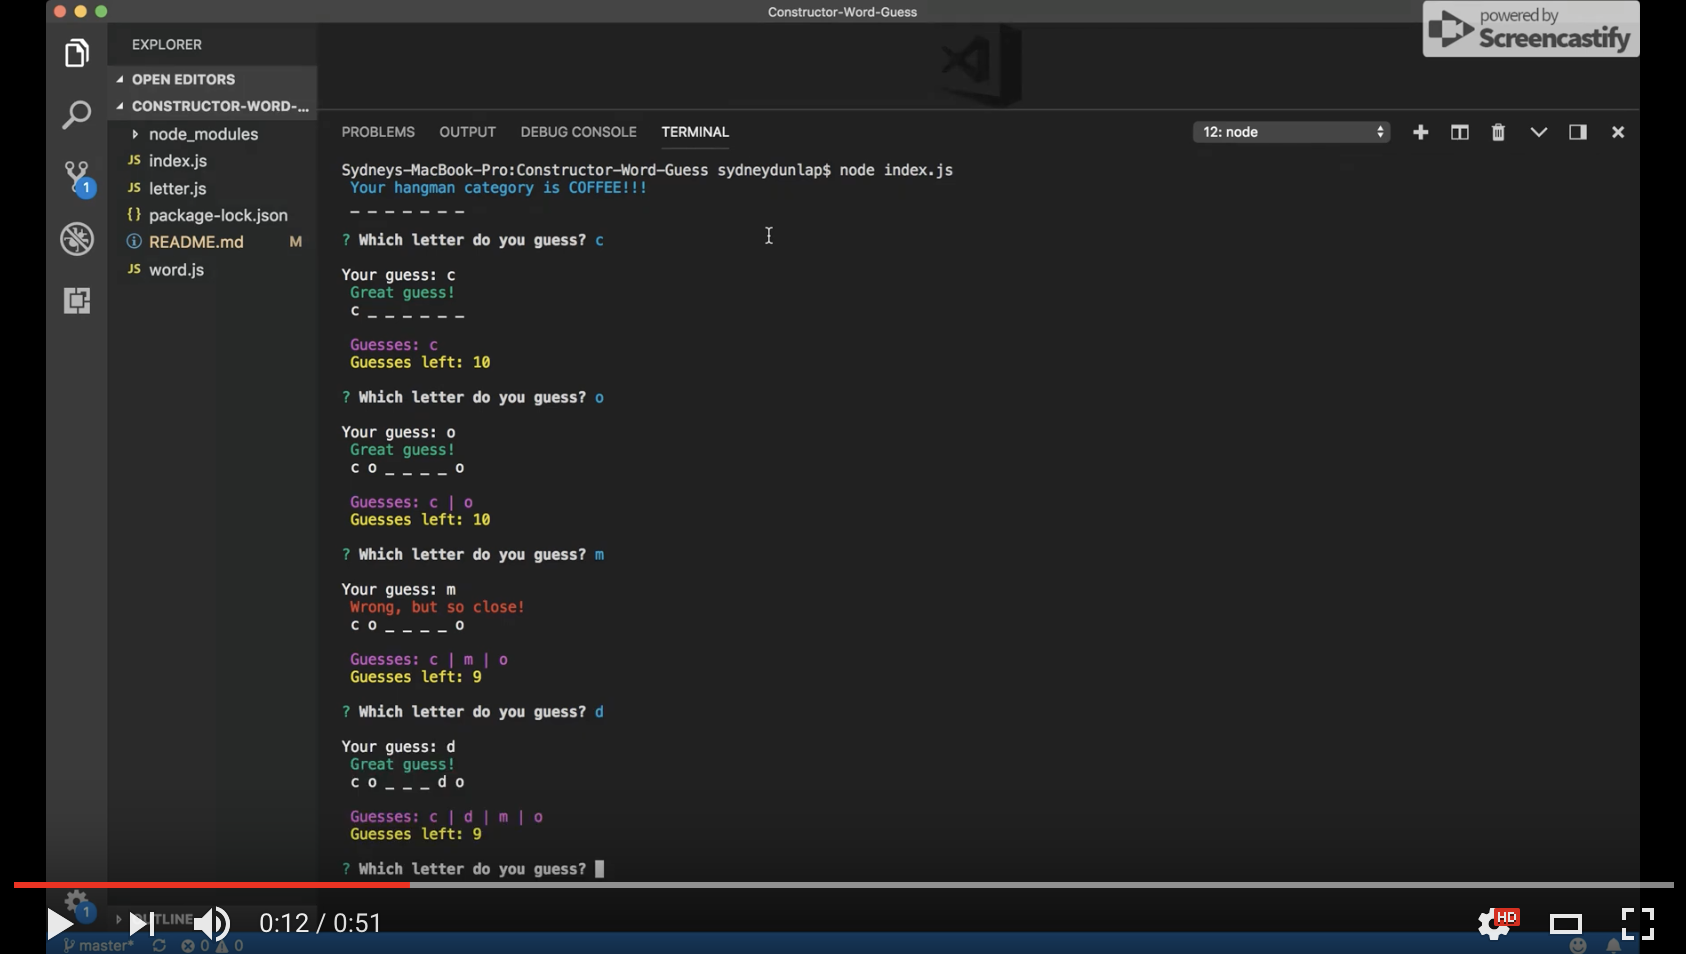 Constructor-Word-Guess
powered by
Screencastify
EXPLORER
OPEN EDITORS
CONSTRUCTOR-WORD-...
node_modules
JS index.js
JS letter.js
{} package-lock.json
README.md M
JS word.js
1
PROBLEMS OUTPUT DEBUG CONSOLE TERMINAL 12: node
Sydneys-MacBook-Pro:Constructor-Word-Guess sydneydunlap$ node index.js
Your hangman category is COFFEE!!!
_ _ _ _ _ _ _
? Which letter do you guess? c
Your guess: c
Great guess!
c _ _ _ _ _ _
Guesses: c
Guesses left: 10
? Which letter do you guess? o
Your guess: o
Great guess!
c o _ _ _ _ o
Guesses: c | o
Guesses left: 10
? Which letter do you guess? m
Your guess: m
Wrong, but so close!
c o _ _ _ _ o
Guesses: c | m | o
Guesses left: 9
? Which letter do you guess? d
Your guess: d
Great guess!
c o _ _ _ d o
Guesses: c | d | m | o
Guesses left: 9
? Which letter do you guess?
1
OUTLINE
0:12 / 0:51
HD
master* 0 0